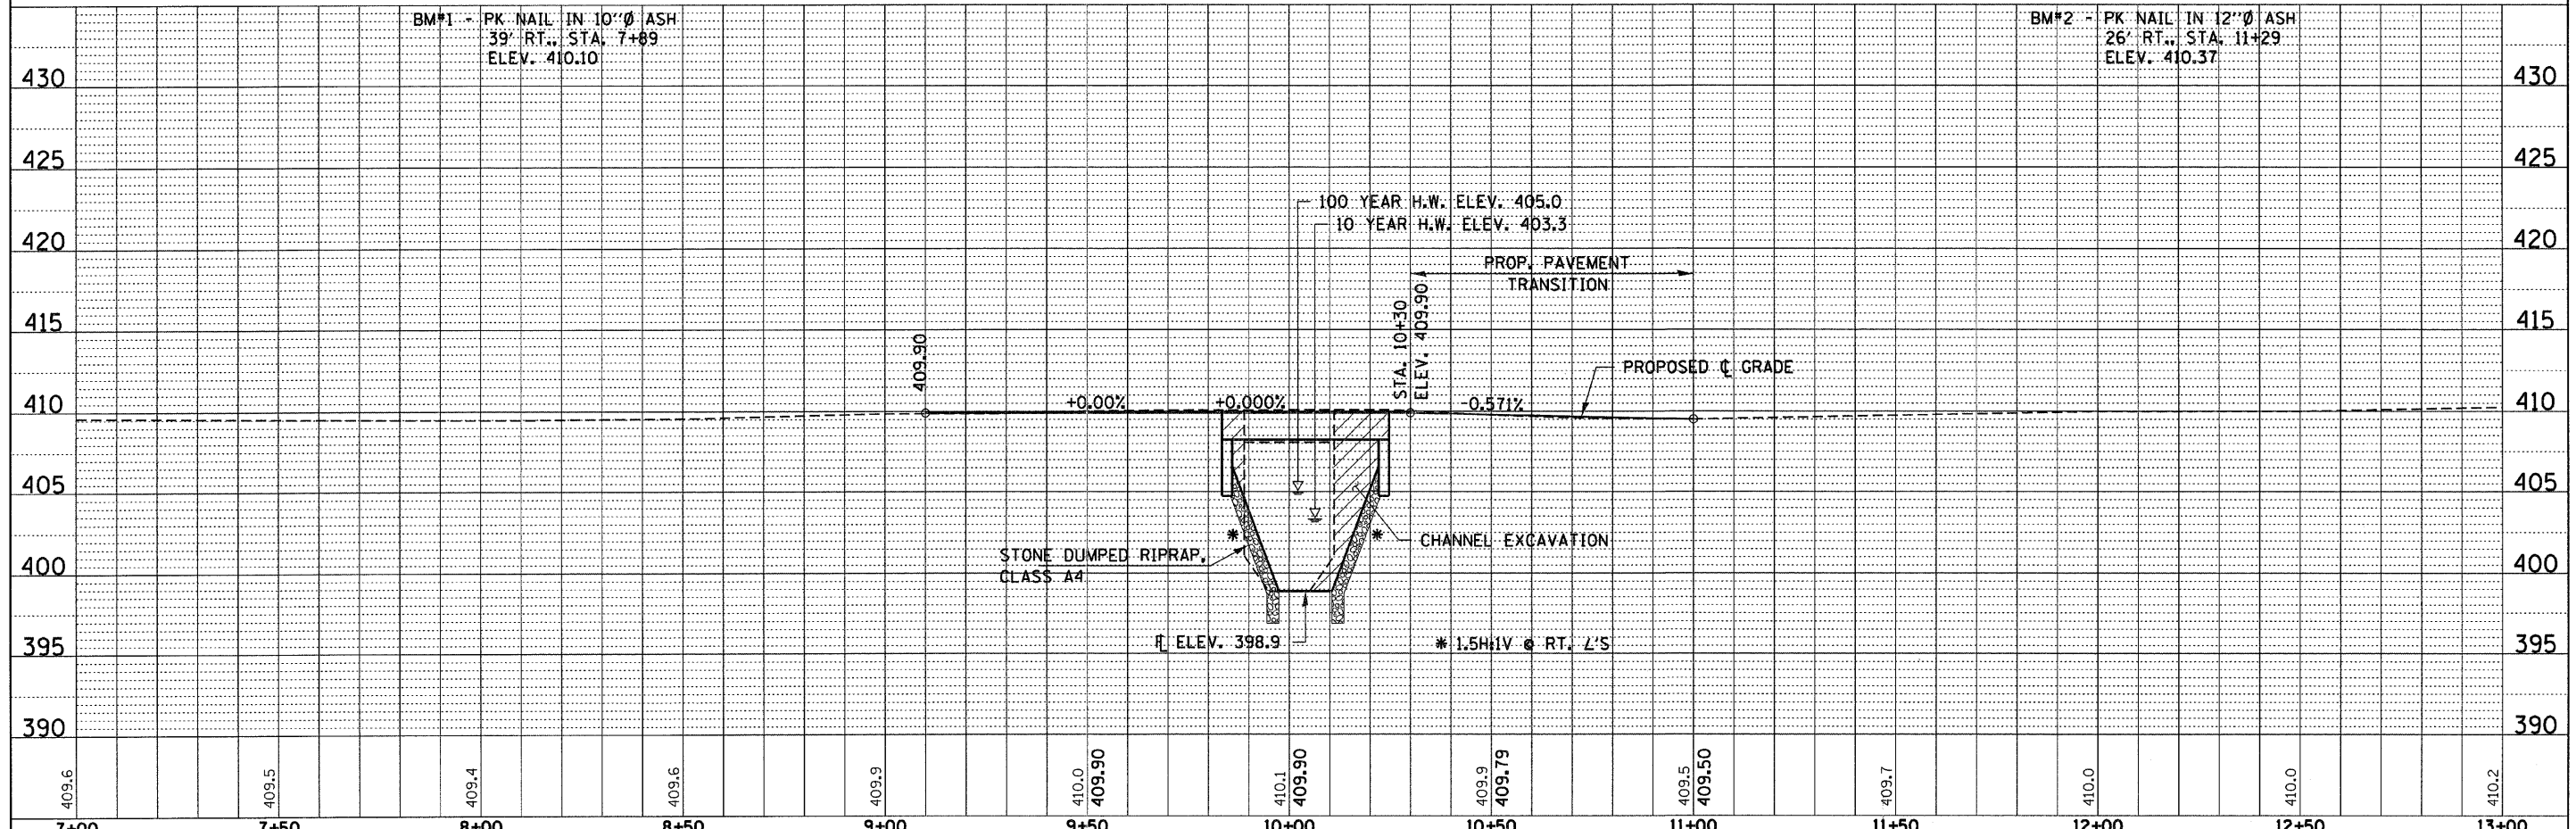 BM#1 - PK NAIL IN 10"Ø ASH
39' RT., STA. 7+89
ELEV. 410.10
BM#2 - PK NAIL IN 12"Ø ASH
26' RT., STA. 11+29
ELEV. 410.37
430 430
425 425
100 YEAR H.W. ELEV. 405.0
10 YEAR H.W. ELEV. 403.3
420 420
PROP. PAVEMENT
TRANSITION
415 415
409.90
STA. 10+30
ELEV. 409.90
PROPOSED ℄ GRADE
410 +0.00% +0.000% -0.571% 410
405 405
* *
CHANNEL EXCAVATION
STONE DUMPED RIPRAP,
CLASS A4
400 400
FL ELEV. 398.9
* 1.5H:1V @ RT. ∠'S
395 395
390 390
409.6 409.5 409.4 409.6 409.9 410.0 410.1 409.9 409.5 409.7 410.0 410.0 410.2
409.90 409.90 409.79 409.50
7+00 7+50 8+00 8+50 9+00 9+50 10+00 10+50 11+00 11+50 12+00 12+50 13+00